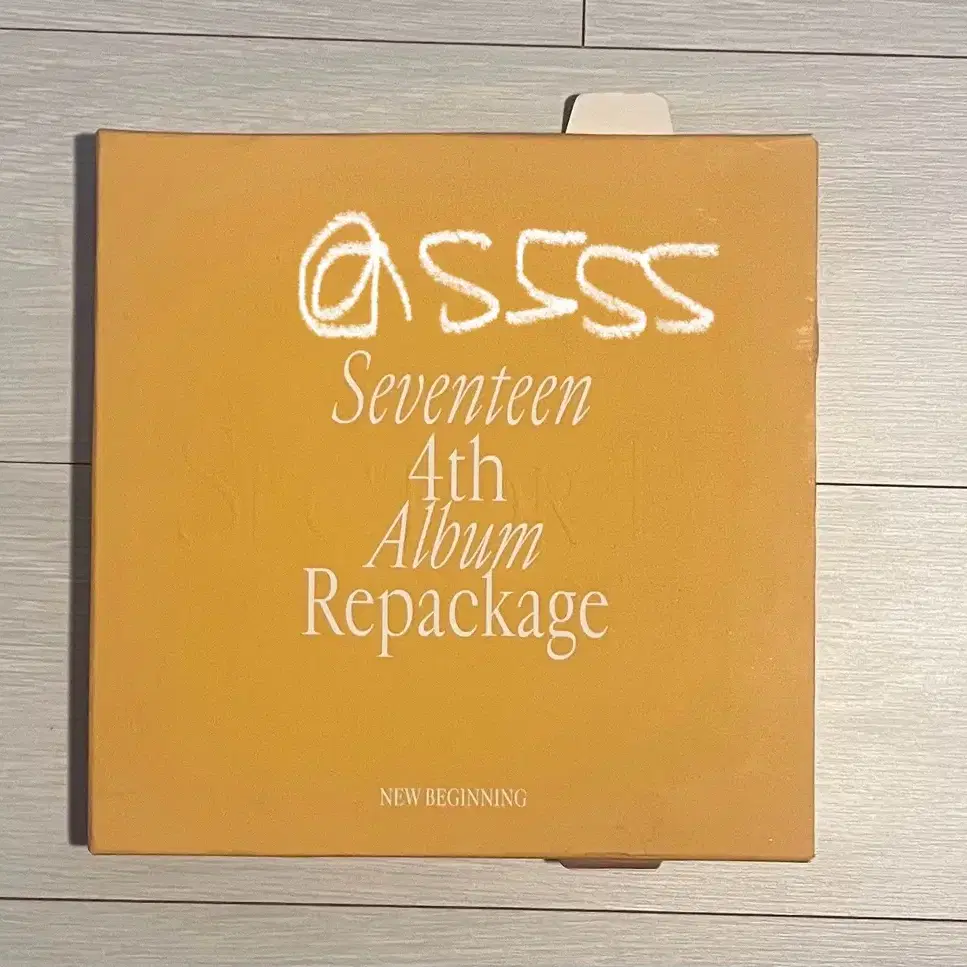 @ssss
Seventeen
4th
Album
Repackage
NEW BEGINNING